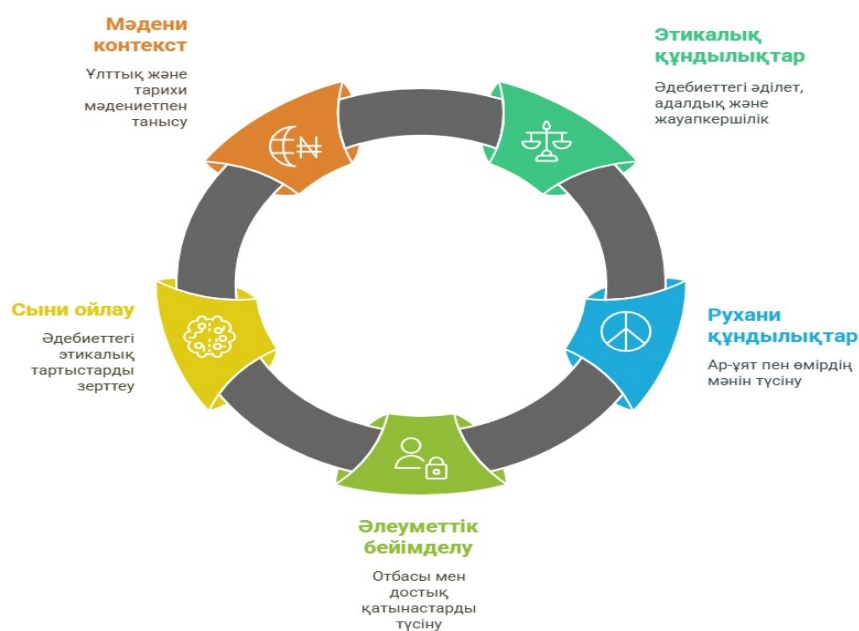 Мәдени
контекст
Ұлттық және
тарихи
мәдениетпен
танысу
Этикалық
құндылықтар
Әдебиеттегі әділет,
адалдық және
жауапкершілік
Рухани
құндылықтар
Ар-ұят пен өмірдің
мәнін түсіну
Әлеуметтік
бейімделу
Отбасы мен
достық
қатынастарды
түсіну
Сыни ойлау
Әдебиеттегі
этикалық
тартыстарды
зерттеу